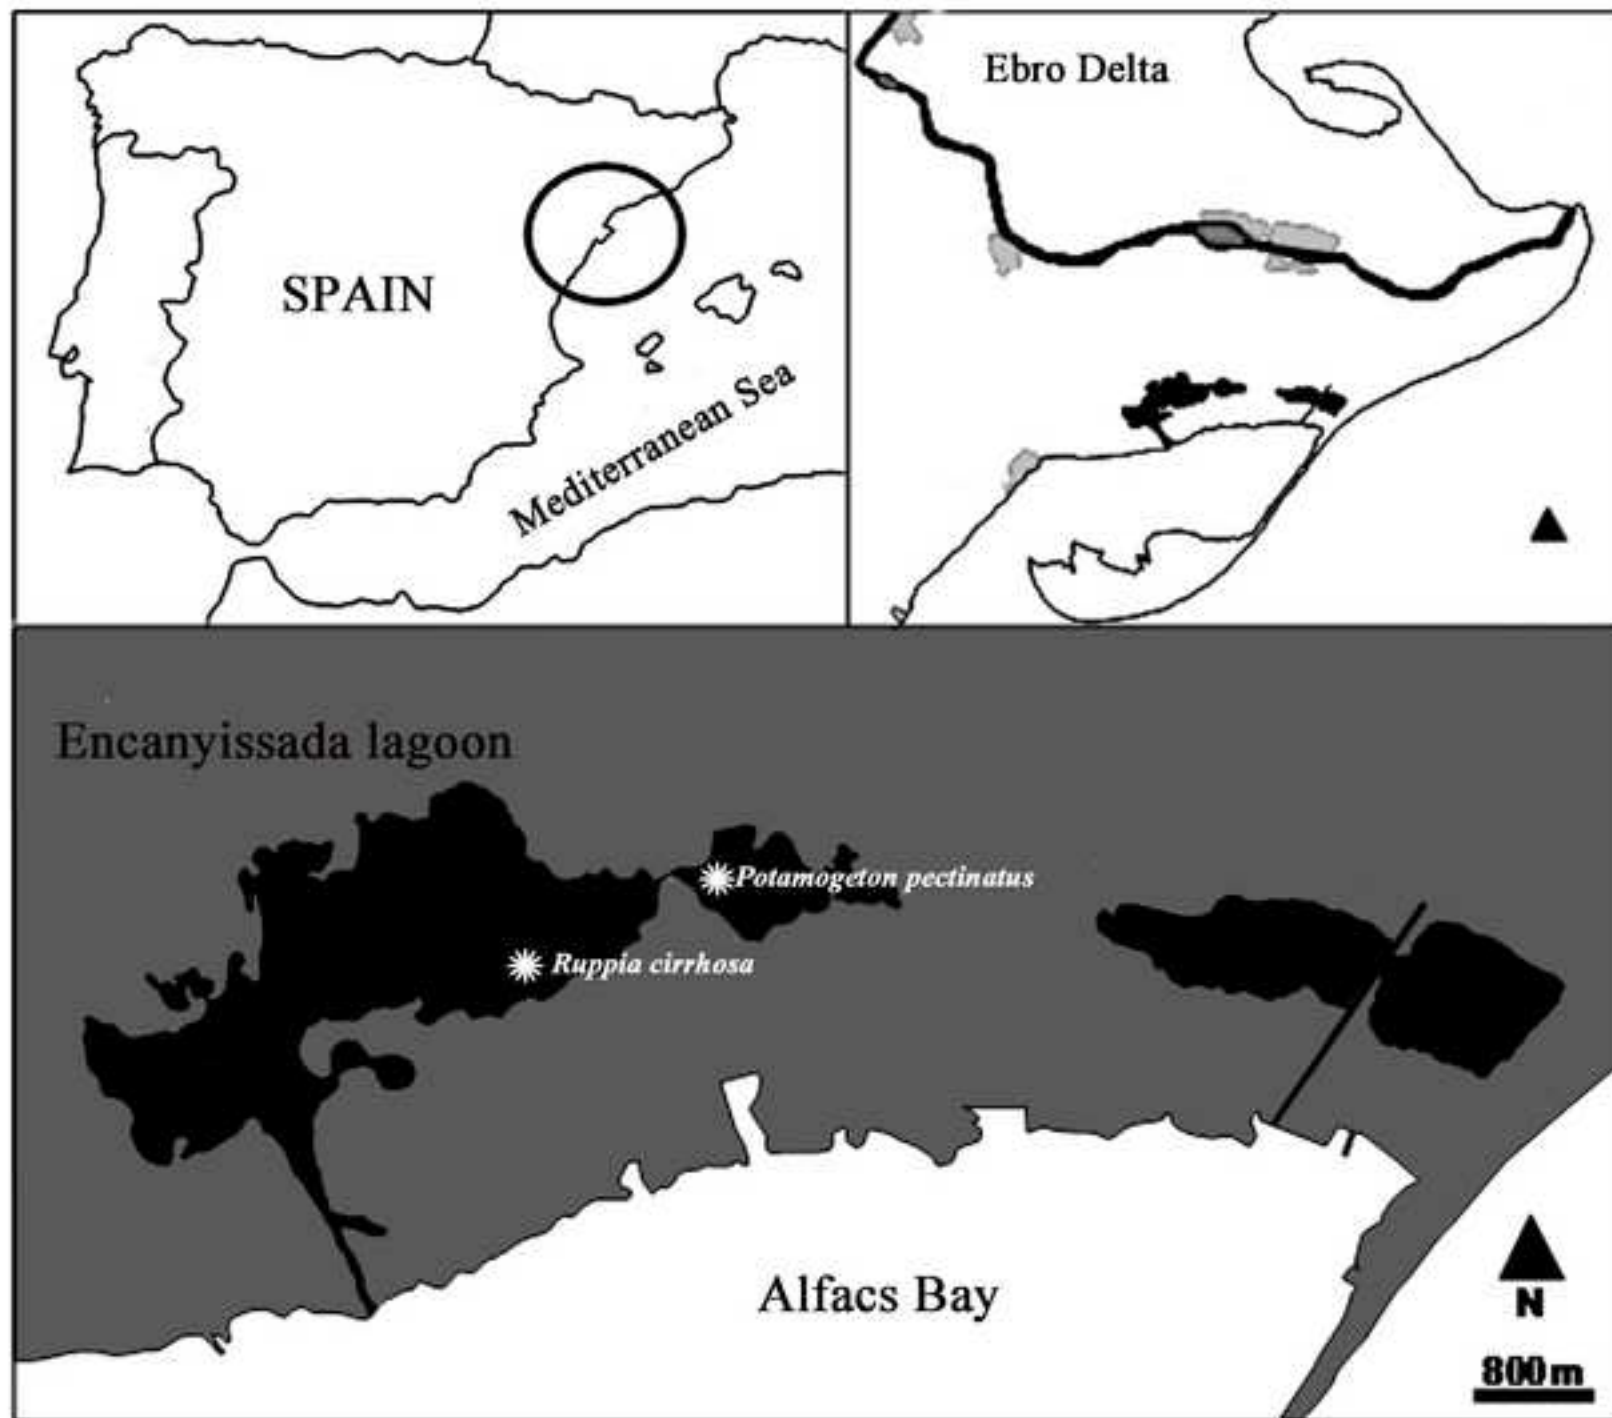 SPAIN
Mediterranean Sea
Ebro Delta
Encanyissada lagoon
Potamogeton pectinatus
Ruppia cirrhosa
Alfacs Bay
N
800m